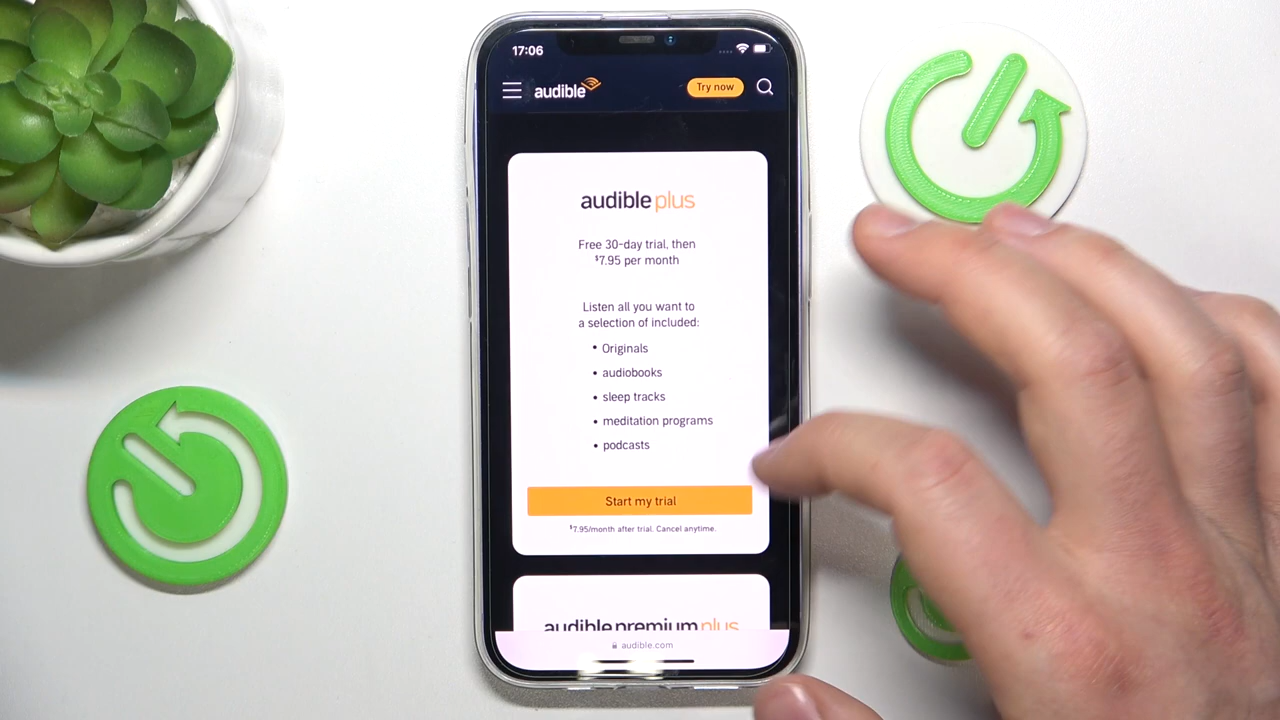 17:06
audible
Try now
audible plus
Free 30-day trial, then
$7.95 per month
Listen all you want to
a selection of included:
• Originals
• audiobooks
• sleep tracks
• meditation programs
• podcasts
Start my trial
$7.95/month after trial. Cancel anytime.
audible premium plus
audible.com